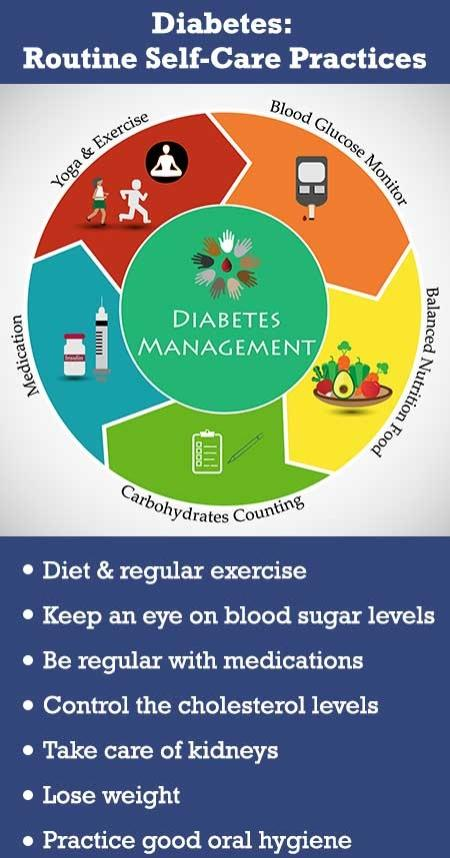 Diabetes:
Routine Self-Care Practices
Yoga & Exercise
Blood Glucose Monitor
Balanced Nutrition Food
Carbohydrates Counting
Medication
Insulin
DIABETES
MANAGEMENT
• Diet & regular exercise
• Keep an eye on blood sugar levels
• Be regular with medications
• Control the cholesterol levels
• Take care of kidneys
• Lose weight
• Practice good oral hygiene